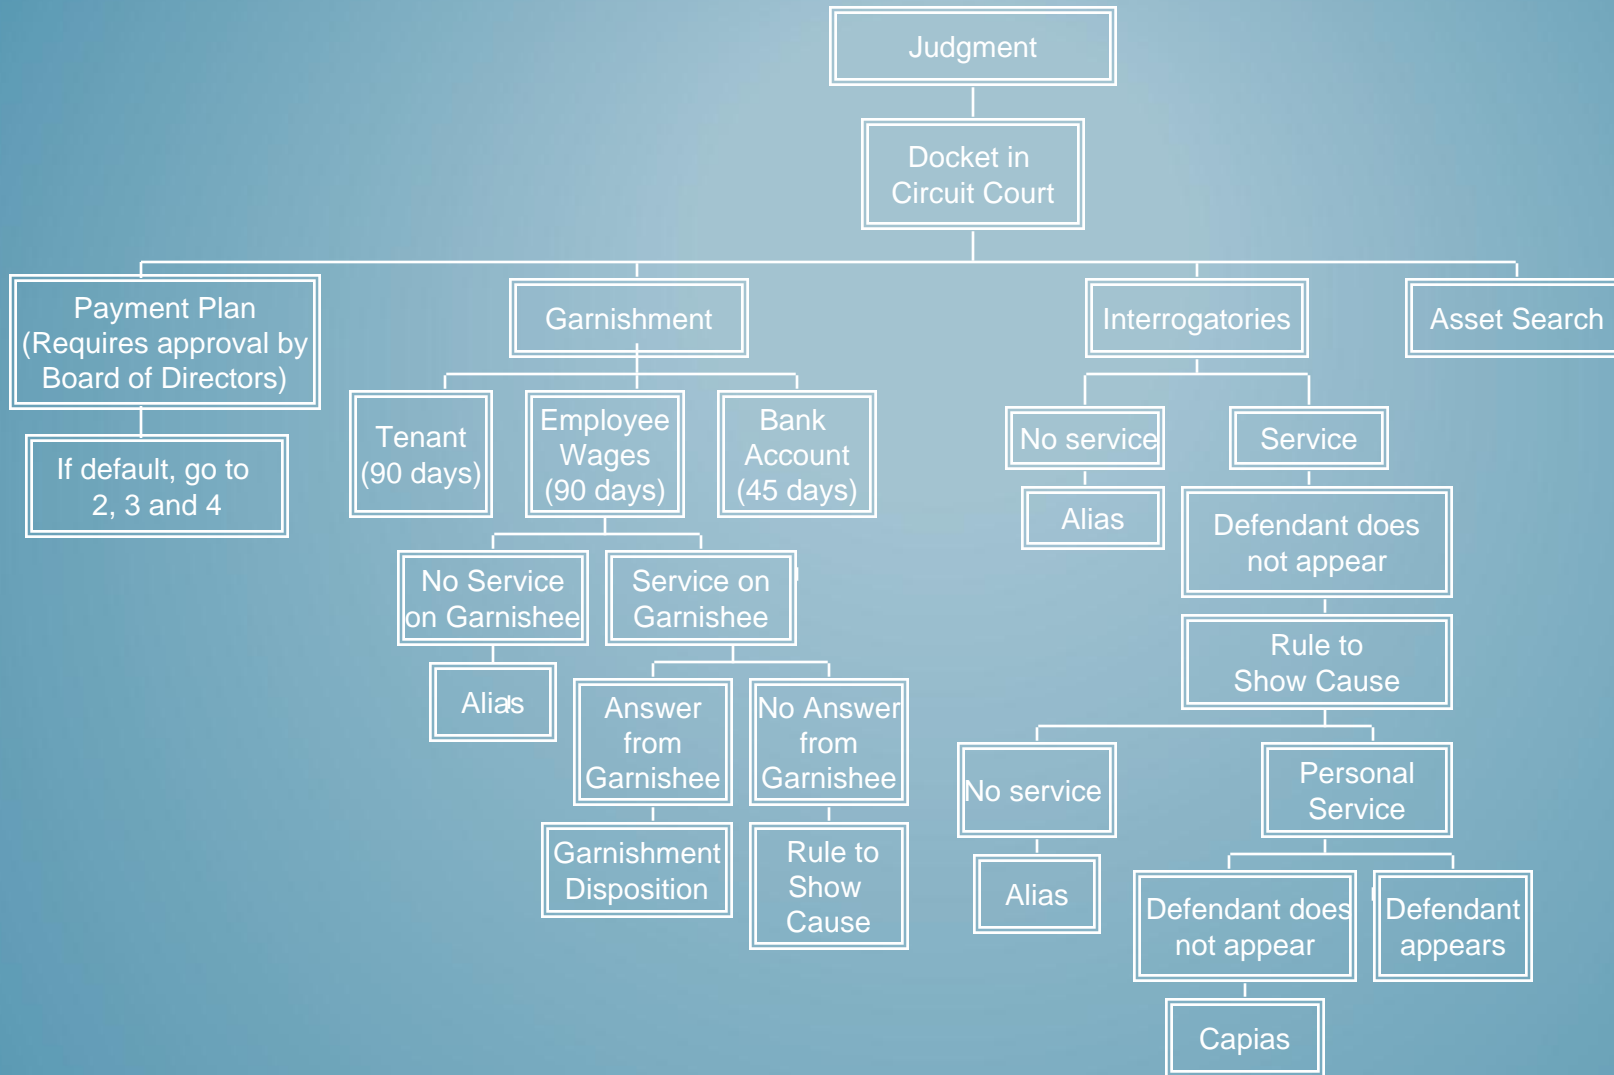 Judgment
Docket in
Circuit Court
Payment Plan
(Requires approval by
Board of Directors)
Garnishment
Interrogatories
Asset Search
If default, go to
2, 3 and 4
Tenant
(90 days)
Employee
Wages
(90 days)
Bank
Account
(45 days)
No service
Service
Alias
Defendant does
not appear
No Service
on Garnishee
Service on
Garnishee
Rule to
Show Cause
Alias
Answer
from
Garnishee
No Answer
from
Garnishee
No service
Personal
Service
Garnishment
Disposition
Rule to
Show
Cause
Alias
Defendant does
not appear
Defendant
appears
Capias